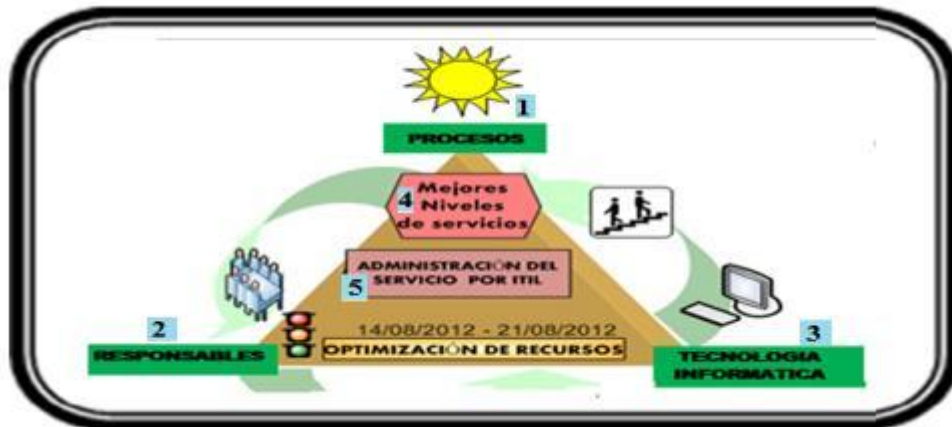 1
PROCESOS
4
Mejores
Niveles
de servicios
ADMINISTRACIÓN DEL
SERVICIO POR ITIL
5
2
14/08/2012 - 21/08/2012
3
RESPONSABLES
OPTIMIZACIÓN DE RECURSOS
TECNOLOGIA
INFORMATICA